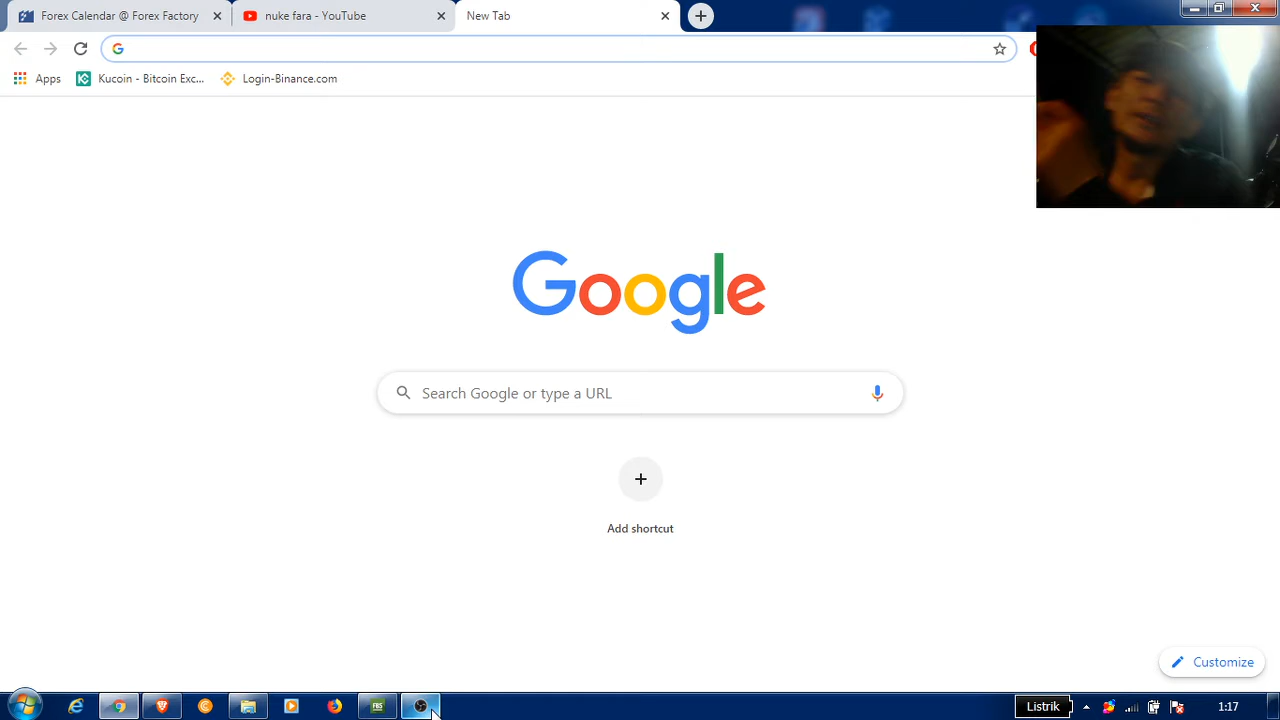 Forex Calendar @ Forex Factory
nuke fara - YouTube
New Tab
Apps
Kucoin - Bitcoin Exc...
Login-Binance.com
Google
Search Google or type a URL
Add shortcut
Customize
FBS
Listrik
1:17